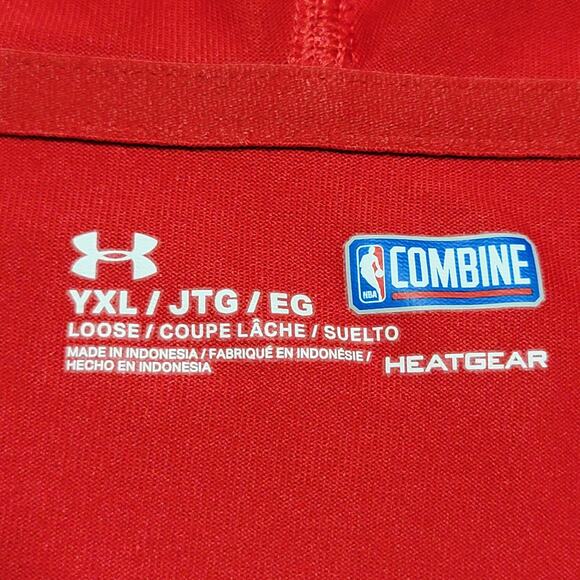 YXL / JTG / EG
LOOSE / COUPE LÂCHE / SUELTO
MADE IN INDONESIA / FABRIQUÉ EN INDONÉSIE /
HECHO EN INDONESIA
NBA
COMBINE
HEATGEAR